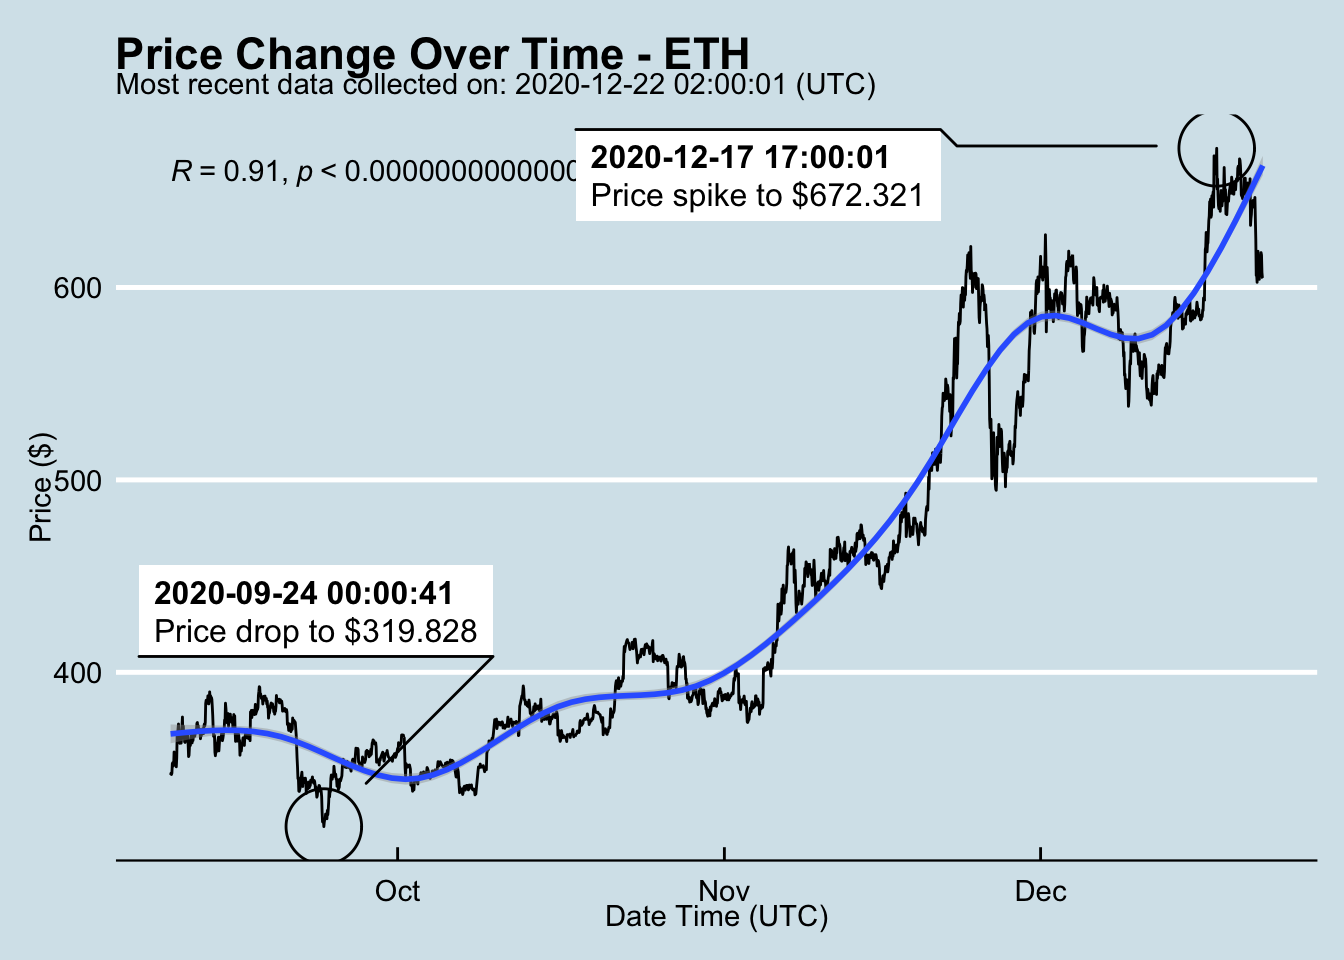 Price Change Over Time - ETH
Most recent data collected on: 2020-12-22 02:00:01 (UTC)
R = 0.91, p < 0.0000000000000
2020-12-17 17:00:01
Price spike to $672.321
600
500
400
Price ($)
2020-09-24 00:00:41
Price drop to $319.828
Oct
Nov
Dec
Date Time (UTC)